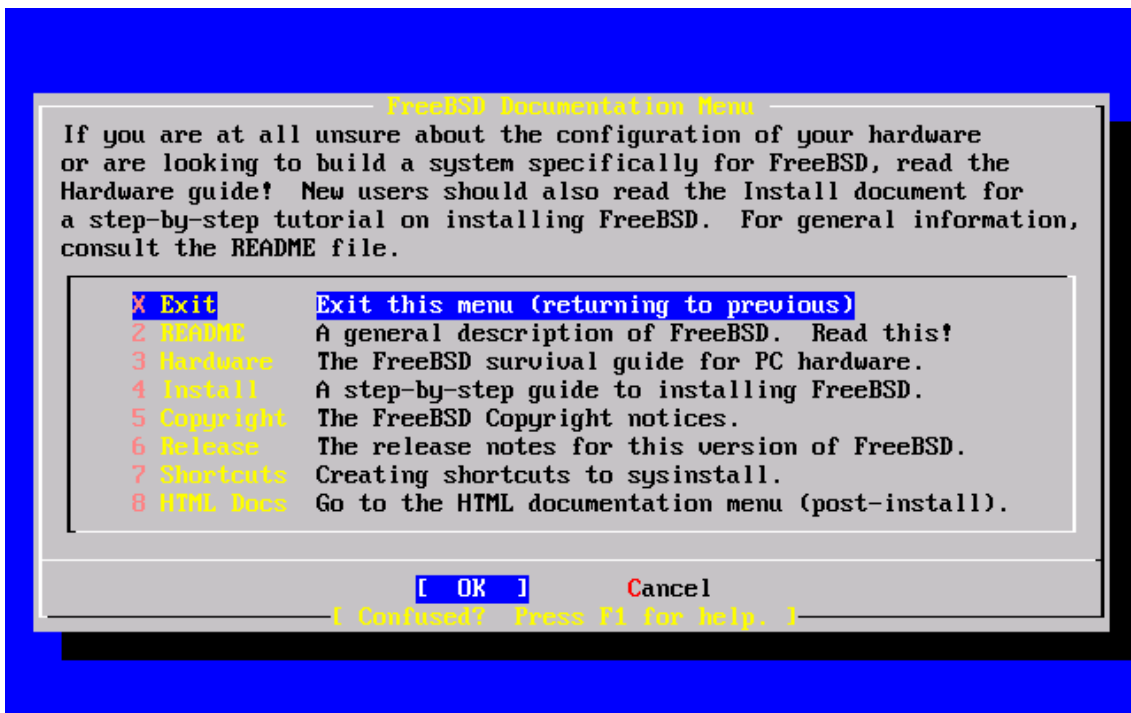 FreeBSD Documentation Menu
If you are at all unsure about the configuration of your hardware
or are looking to build a system specifically for FreeBSD, read the
Hardware guide!  New users should also read the Install document for
a step-by-step tutorial on installing FreeBSD.  For general information,
consult the README file.
X Exit Exit this menu (returning to previous)
2 README A general description of FreeBSD.  Read this!
3 Hardware The FreeBSD survival guide for PC hardware.
4 Install A step-by-step guide to installing FreeBSD.
5 Copyright The FreeBSD Copyright notices.
6 Release The release notes for this version of FreeBSD.
7 Shortcuts Creating shortcuts to sysinstall.
8 HTML Docs Go to the HTML documentation menu (post-install).
[  OK  ] Cancel
[ Confused?  Press F1 for help. ]